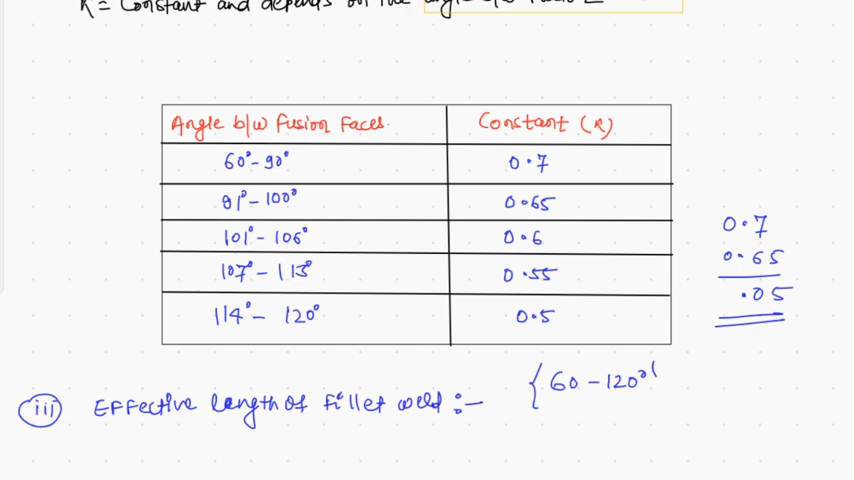 K = Constant and depends on the angle b/w Fusion
Angle b/w Fusion Faces. Constant (K)
60°-90° 0.7
91°-100° 0.65
101°-106° 0.6
107°-113° 0.55
114°- 120° 0.5
0.7
0.65
.05
{60-120°
(iii) Effective length of Fillet weld :-